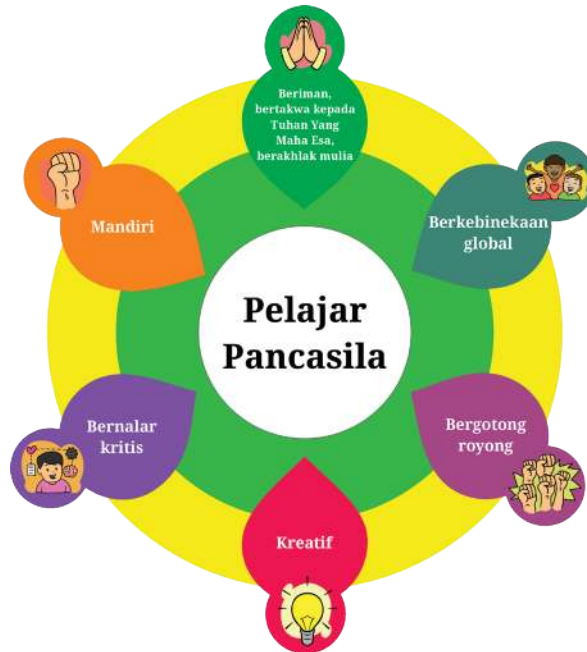 Beriman,
bertakwa kepada
Tuhan Yang
Maha Esa,
berakhlak mulia
Mandiri
Berkebinekaan
global
Pelajar
Pancasila
Bernalar
kritis
Bergotong
royong
Kreatif